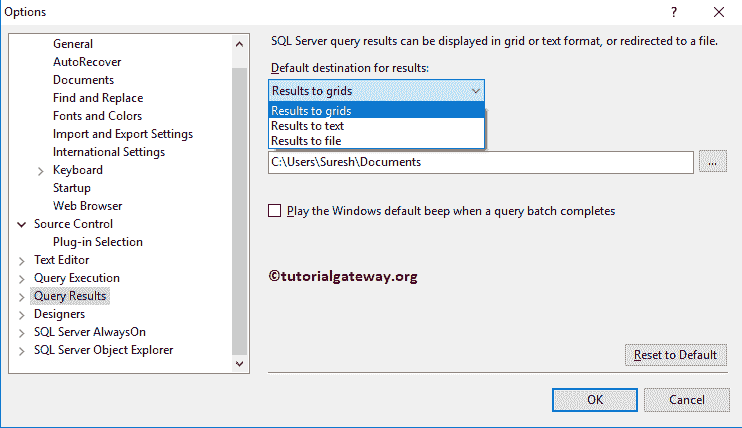 Options
?
General
AutoRecover
Documents
Find and Replace
Fonts and Colors
Import and Export Settings
International Settings
Keyboard
Startup
Web Browser
Source Control
Plug-in Selection
Text Editor
Query Execution
Query Results
Designers
SQL Server AlwaysOn
SQL Server Object Explorer
SQL Server query results can be displayed in grid or text format, or redirected to a file.
Default destination for results:
Results to grids
Results to grids
Results to text
Results to file
C:\Users\Suresh\Documents
...
Play the Windows default beep when a query batch completes
©tutorialgateway.org
Reset to Default
OK
Cancel